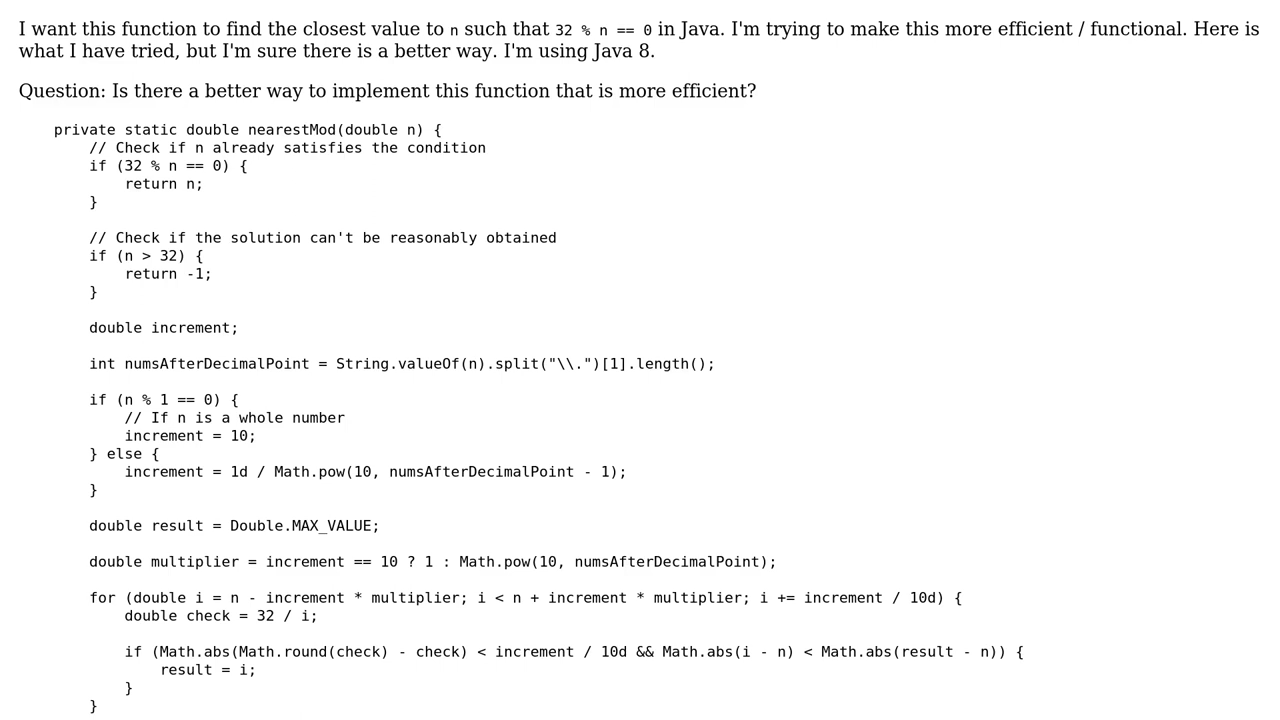 I want this function to find the closest value to n such that 32 % n == 0 in Java. I'm trying to make this more efficient / functional. Here is
what I have tried, but I'm sure there is a better way. I'm using Java 8.
Question: Is there a better way to implement this function that is more efficient?
private static double nearestMod(double n) {
// Check if n already satisfies the condition
if (32 % n == 0) {
return n;
}
// Check if the solution can't be reasonably obtained
if (n > 32) {
return -1;
}
double increment;
int numsAfterDecimalPoint = String.valueOf(n).split("\\.")[1].length();
if (n % 1 == 0) {
// If n is a whole number
increment = 10;
} else {
increment = 1d / Math.pow(10, numsAfterDecimalPoint - 1);
}
double result = Double.MAX_VALUE;
double multiplier = increment == 10 ? 1 : Math.pow(10, numsAfterDecimalPoint);
for (double i = n - increment * multiplier; i < n + increment * multiplier; i += increment / 10d) {
double check = 32 / i;
if (Math.abs(Math.round(check) - check) < increment / 10d && Math.abs(i - n) < Math.abs(result - n)) {
result = i;
}
}